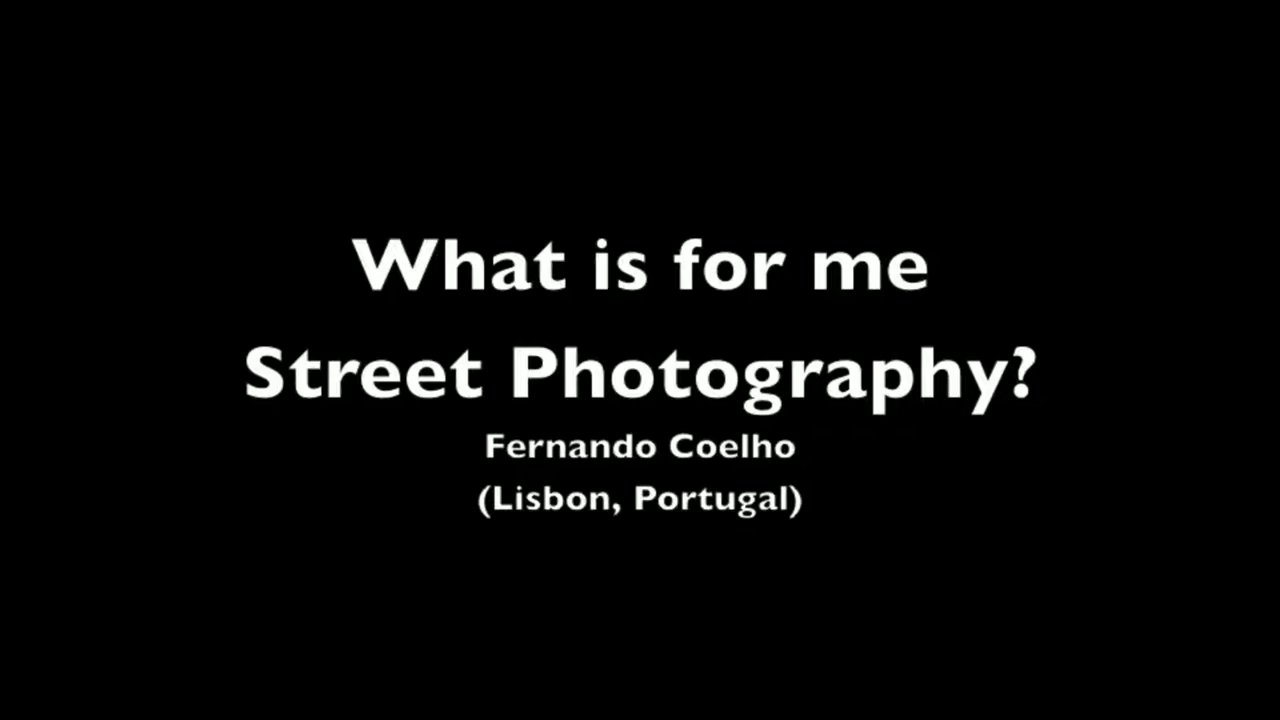 What is for me
Street Photography?
Fernando Coelho
(Lisbon, Portugal)